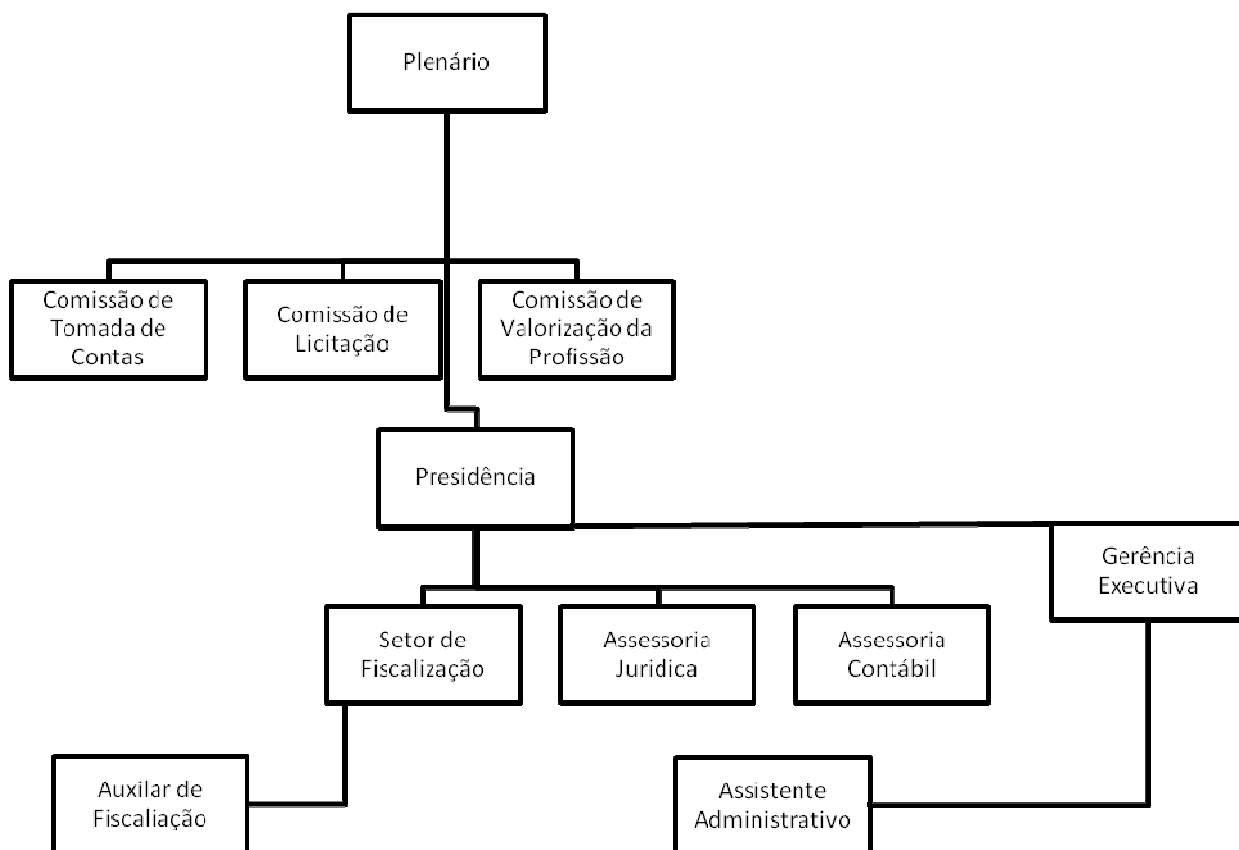 Plenário
Comissão de
Tomada de
Contas
Comissão de
Licitação
Comissão de
Valorização da
Profissão
Presidência
Gerência
Executiva
Setor de
Fiscalização
Assessoria
Juridica
Assessoria
Contábil
Auxilar de
Fiscaliação
Assistente
Administrativo